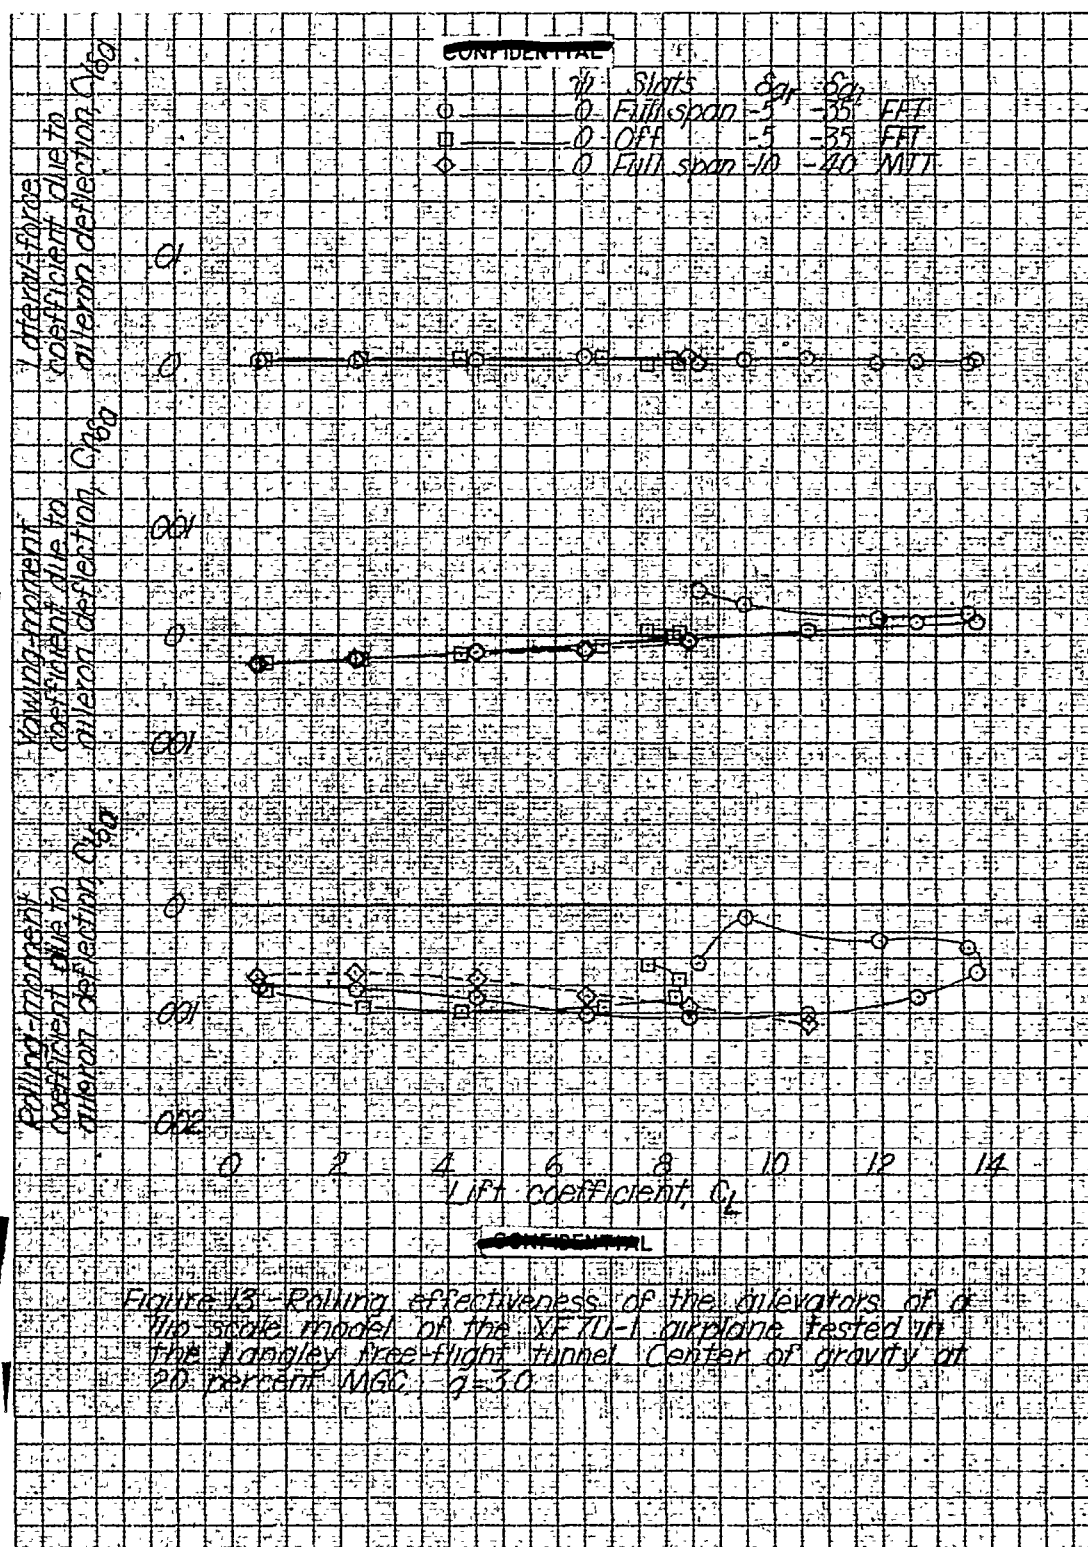 CONFIDENTIAL
ψ Slats δar δal
0 Full span -5 -35 FFT
0 Off -5 -35 FFT
0 Full span -10 -40 MIT
Lateral-force
coefficient due to
aileron deflection, CYδa
.01
0
Yawing-moment
coefficient due to
aileron deflection, Cnδa
.001
0
.001
Rolling-moment
coefficient due to
aileron deflection, Clδa
0
.001
.002
0 .2 .4 .6 .8 1.0 1.2 1.4
Lift coefficient, CL
CONFIDENTIAL
Figure 13.-Rolling effectiveness of the ailevators of a
1/10-scale model of the XF7U-1 airplane tested in
the Langley free-flight tunnel. Center of gravity at
20 percent MGC; q=3.0